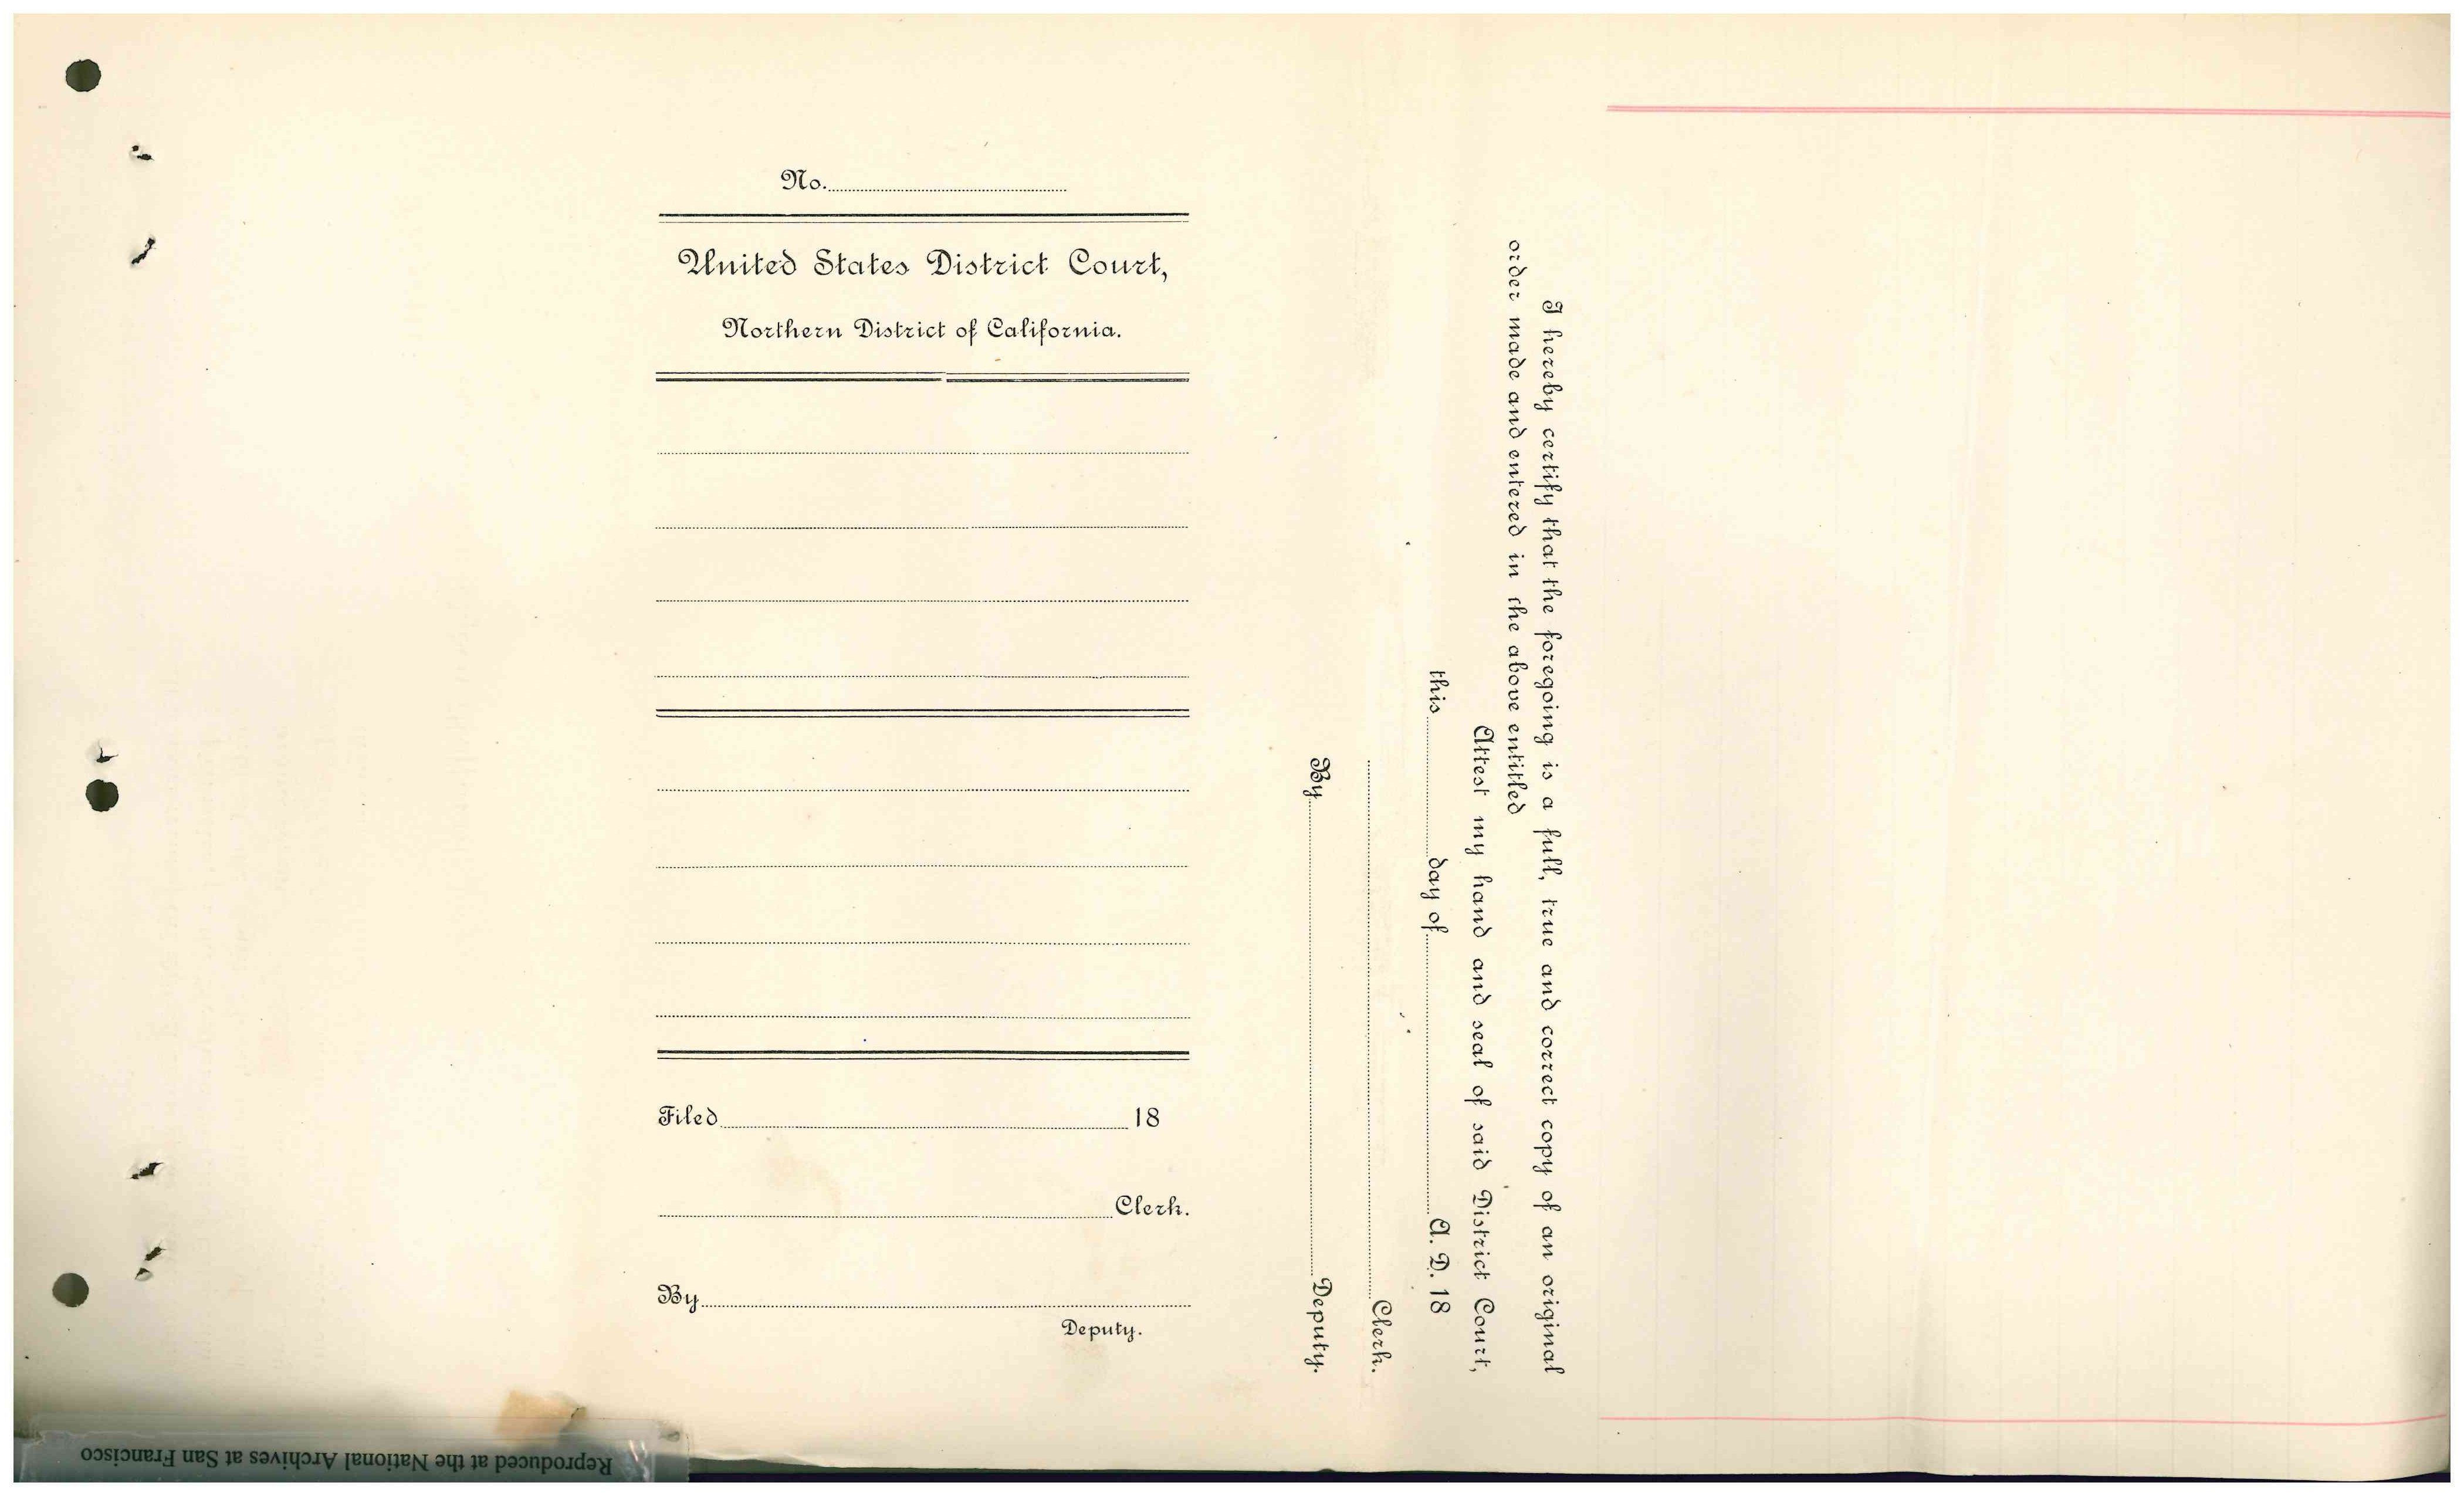 No.
United States District Court,
Northern District of California.
Filed 18
Clerk.
By
Deputy.
I hereby certify that the foregoing is a full, true and correct copy of an original
order made and entered in the above entitled
Attest my hand and seal of said District Court,
this day of A. D. 18
Clerk.
By Deputy.
Reproduced at the National Archives at San Francisco